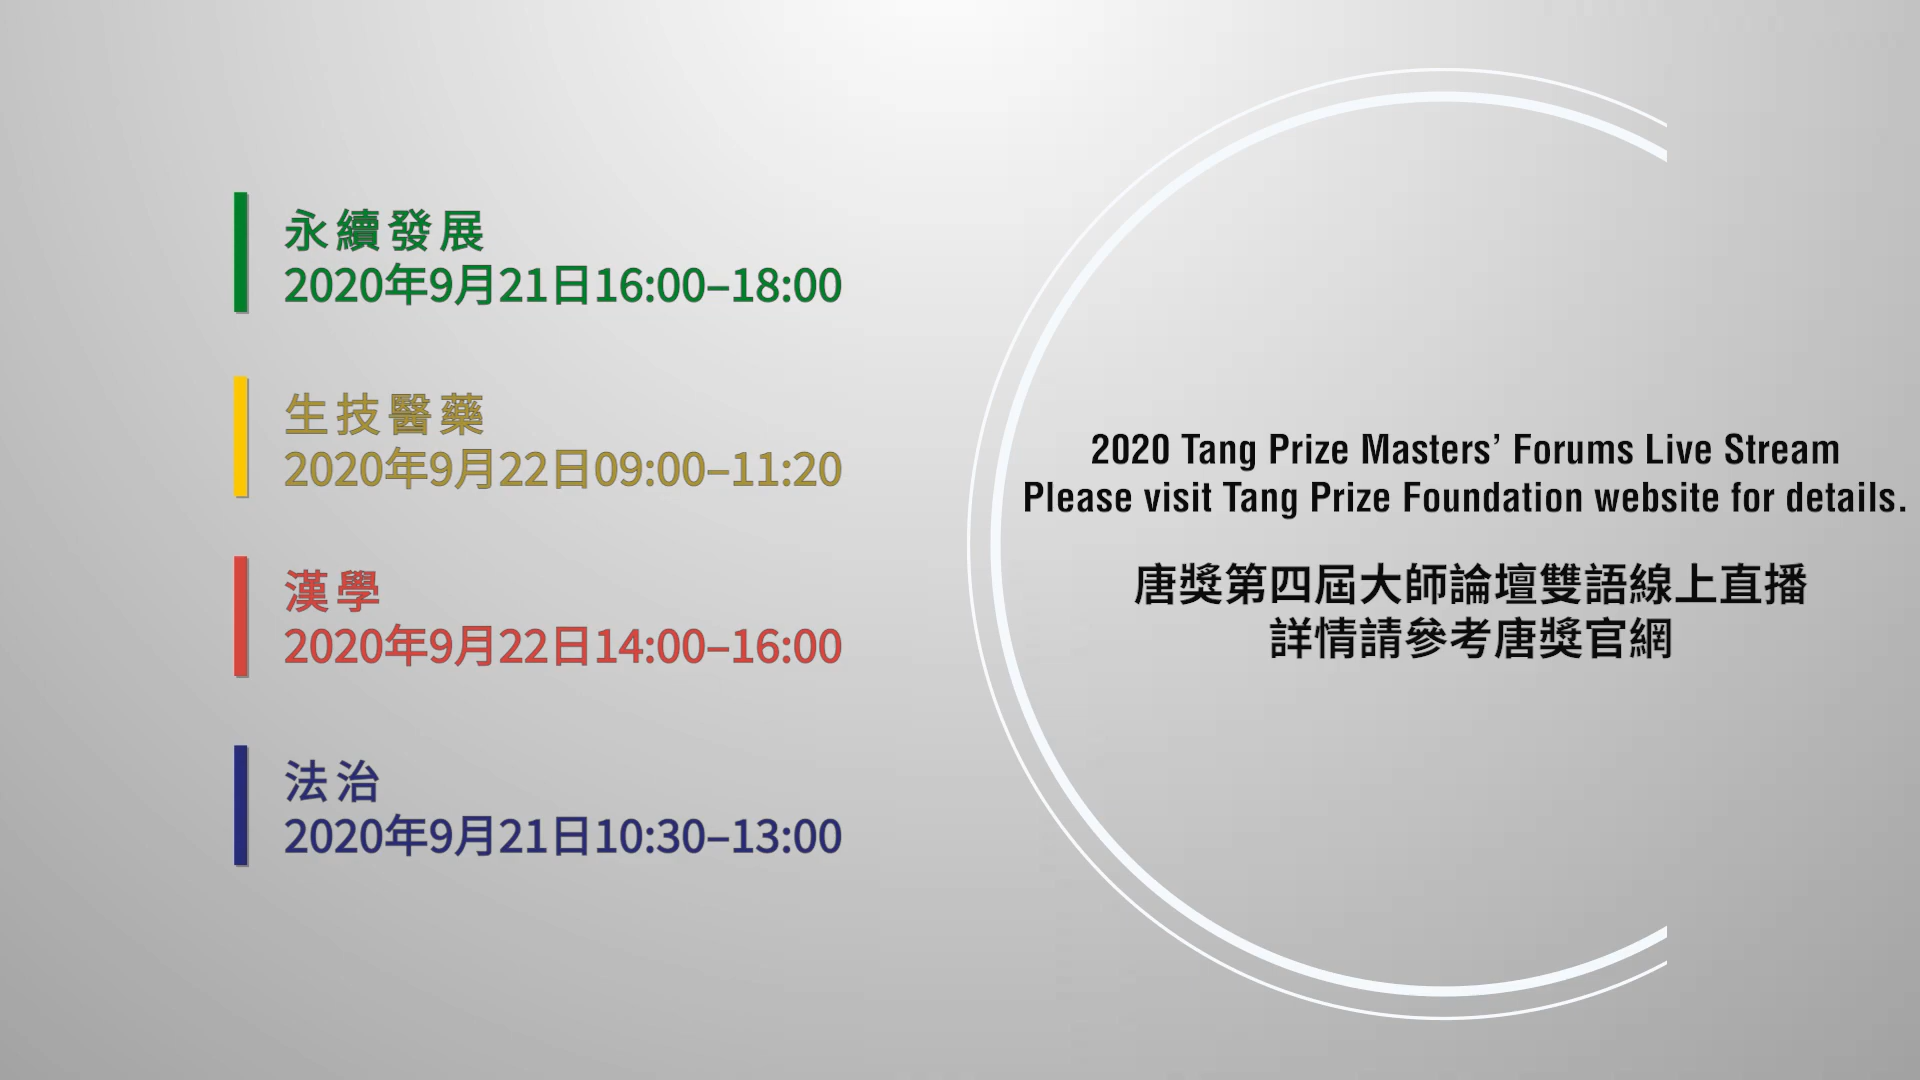 永續發展
2020年9月21日16:00–18:00
生技醫藥
2020年9月22日09:00–11:20
漢學
2020年9月22日14:00–16:00
法治
2020年9月21日10:30–13:00
2020 Tang Prize Masters’ Forums Live Stream
Please visit Tang Prize Foundation website for details.
唐獎第四屆大師論壇雙語線上直播
詳情請參考唐獎官網